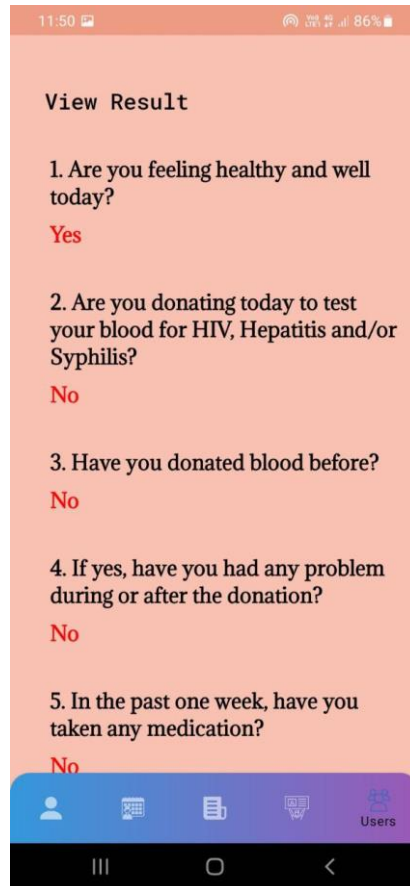 11:50 86%
View Result
1. Are you feeling healthy and well
today?
Yes
2. Are you donating today to test
your blood for HIV, Hepatitis and/or
Syphilis?
No
3. Have you donated blood before?
No
4. If yes, have you had any problem
during or after the donation?
No
5. In the past one week, have you
taken any medication?
No
Users